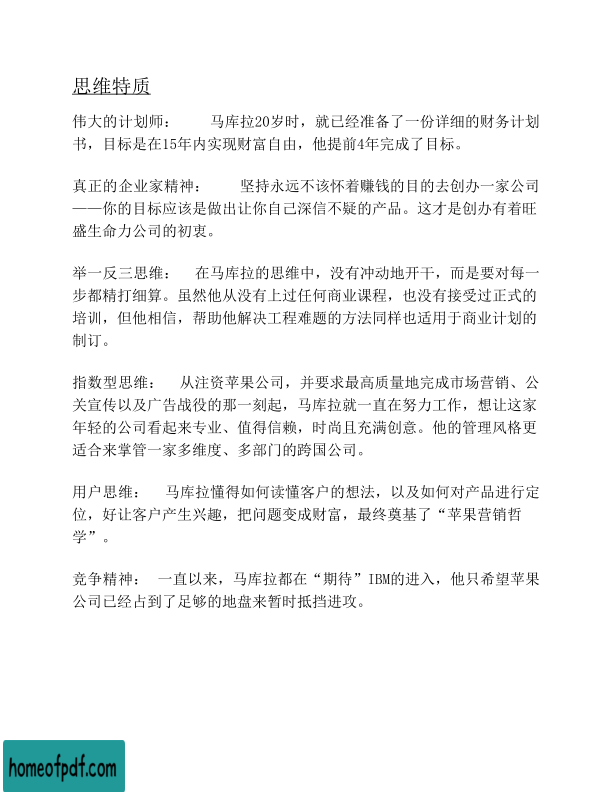 思维特质
伟大的计划师： 马库拉20岁时，就已经准备了一份详细的财务计划
书，目标是在15年内实现财富自由，他提前4年完成了目标。
真正的企业家精神： 坚持永远不该怀着赚钱的目的去创办一家公司
——你的目标应该是做出让你自己深信不疑的产品。这才是创办有着旺
盛生命力公司的初衷。
举一反三思维： 在马库拉的思维中，没有冲动地开干，而是要对每一
步都精打细算。虽然他从没有上过任何商业课程，也没有接受过正式的
培训，但他相信，帮助他解决工程难题的方法同样也适用于商业计划的
制订。
指数型思维： 从注资苹果公司，并要求最高质量地完成市场营销、公
关宣传以及广告战役的那一刻起，马库拉就一直在努力工作，想让这家
年轻的公司看起来专业、值得信赖，时尚且充满创意。他的管理风格更
适合来掌管一家多维度、多部门的跨国公司。
用户思维： 马库拉懂得如何读懂客户的想法，以及如何对产品进行定
位，好让客户产生兴趣，把问题变成财富，最终奠基了“苹果营销哲
学”。
竞争精神： 一直以来，马库拉都在“期待”IBM的进入，他只希望苹果
公司已经占到了足够的地盘来暂时抵挡进攻。
homeofpdf.com